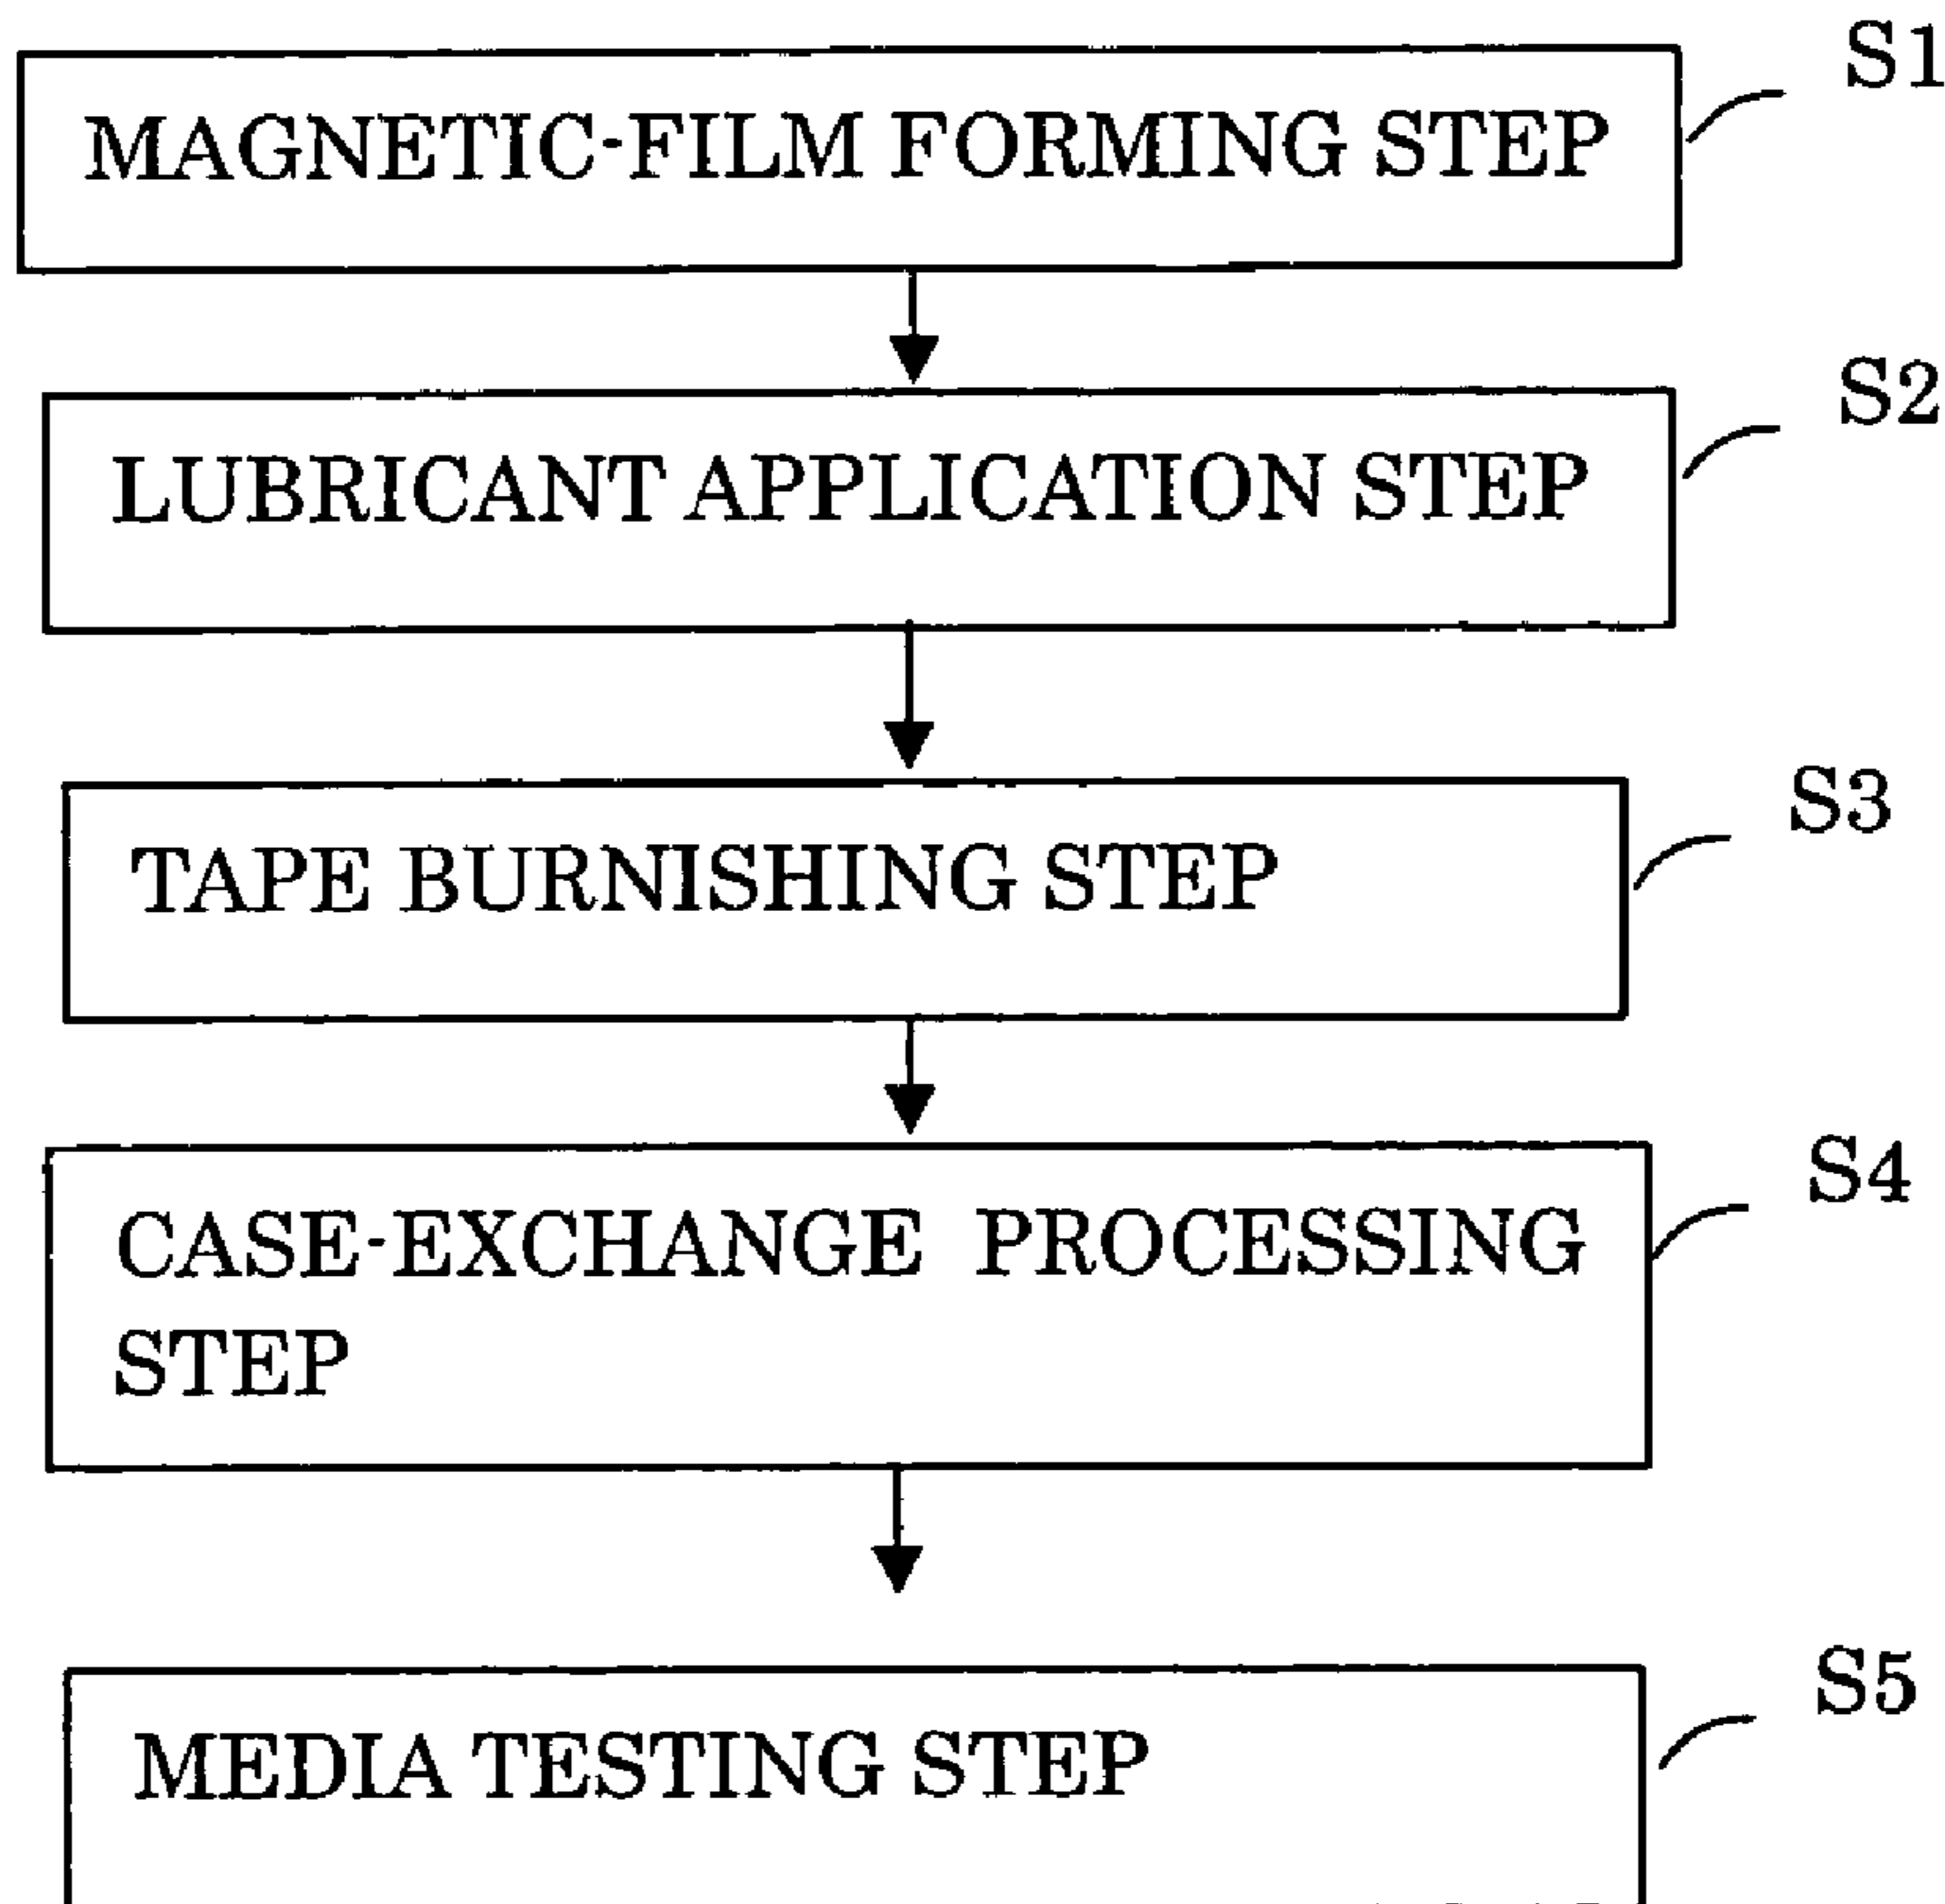 S1
MAGNETIC-FILM FORMING STEP
S2
LUBRICANT APPLICATION STEP
S3
TAPE BURNISHING STEP
S4
CASE-EXCHANGE PROCESSING
STEP
S5
MEDIA TESTING STEP